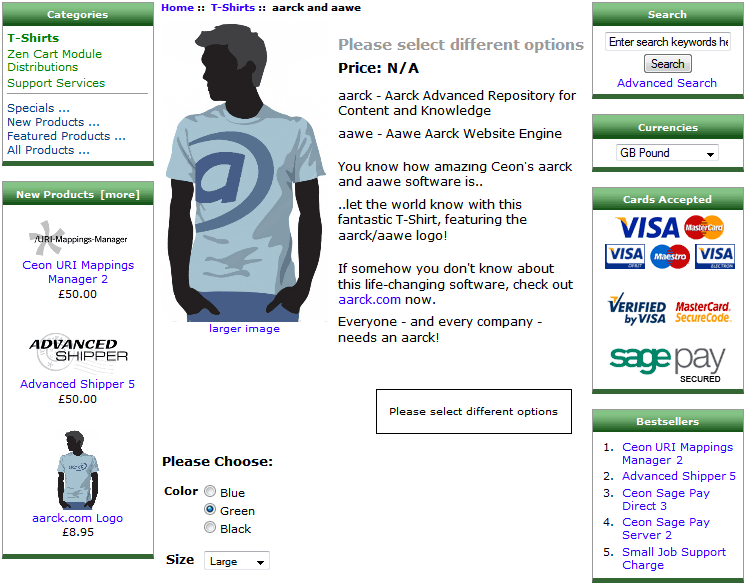 Categories
T-Shirts
Zen Cart Module
Distributions
Support Services
Specials ...
New Products ...
Featured Products ...
All Products ...
New Products [more]
/URI-Mappings-Manager
Ceon URI Mappings
Manager 2
£50.00
ADVANCED
SHIPPER
Advanced Shipper 5
£50.00
aarck.com Logo
£8.95
Home :: T-Shirts :: aarck and aawe
a
larger image
Please select different options
Price: N/A
aarck - Aarck Advanced Repository for
Content and Knowledge
aawe - Aawe Aarck Website Engine
You know how amazing Ceon's aarck
and aawe software is..
..let the world know with this
fantastic T-Shirt, featuring the
aarck/aawe logo!
If somehow you don't know about
this life-changing software, check out
aarck.com now.
Everyone - and every company -
needs an aarck!
Please select different options
Please Choose:
Color
Blue
Green
Black
Size Large
Search
Enter search keywords he
Search
Advanced Search
Currencies
GB Pound
Cards Accepted
VISA MasterCard
VISA Maestro VISA
ORBIT ELECTRON
VERIFIED MasterCard.
by VISA SecureCode.
sage pay
SECURED
Bestsellers
1. Ceon URI Mappings
Manager 2
2. Advanced Shipper 5
3. Ceon Sage Pay
Direct 3
4. Ceon Sage Pay
Server 2
5. Small Job Support
Charge